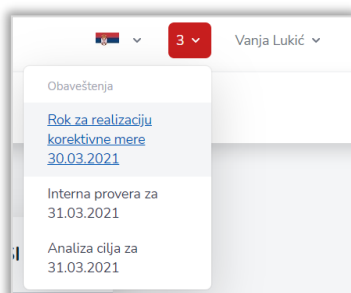 3
Vanja Lukić
Obaveštenja
Rok za realizaciju
korektivne mere
30.03.2021
Interna provera za
31.03.2021
Analiza cilja za
31.03.2021